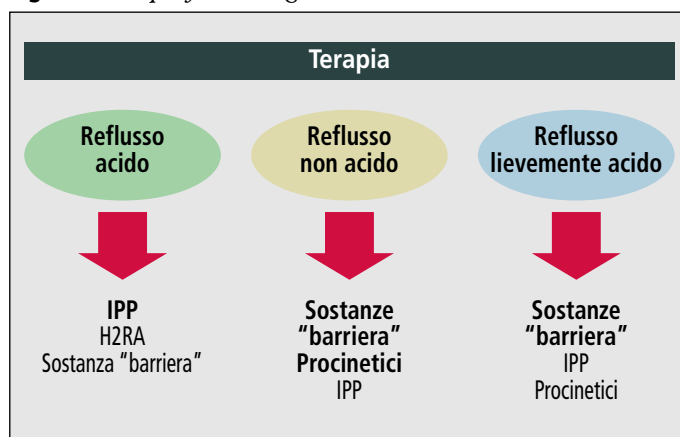 Terapia
Reflusso
acido
Reflusso
non acido
Reflusso
lievemente acido
IPP
H2RA
Sostanza "barriera"
Sostanze
"barriera"
Procinetici
IPP
Sostanze
"barriera"
IPP
Procinetici